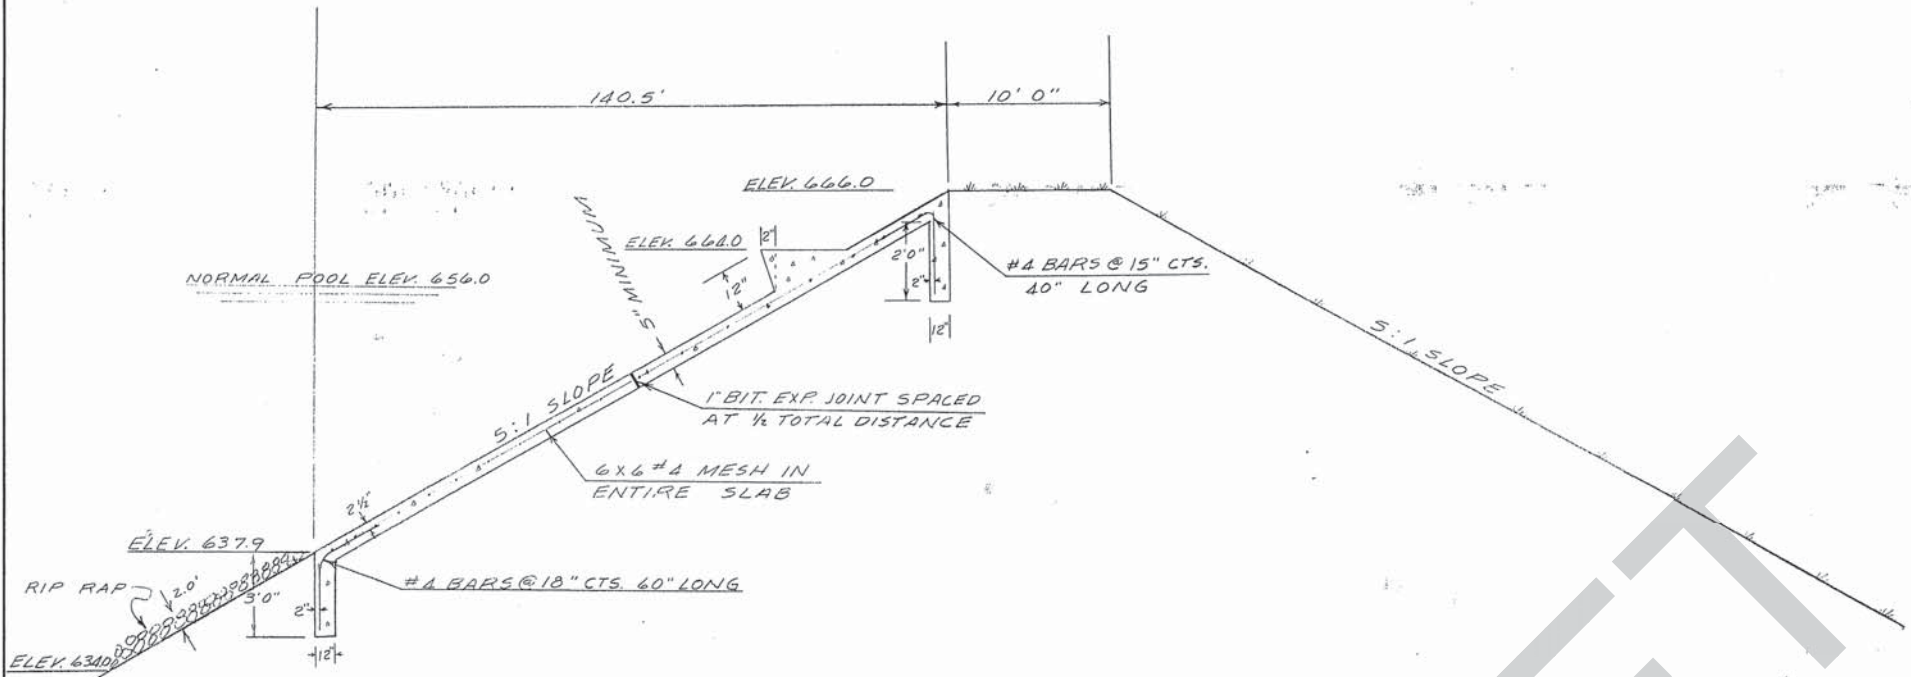 140.5'
10' 0"
ELEV. 666.0
5" MINIMUM
ELEV. 664.0
2"
NORMAL POOL ELEV. 656.0
12"
2'0"
2"
#4 BARS @ 15" CTS.
40" LONG
12"
5:1 SLOPE
5:1 SLOPE
1" BIT. EXP. JOINT SPACED
AT ½ TOTAL DISTANCE
6 X 6 #4 MESH IN
ENTIRE SLAB
2½"
ELEV. 637.9
RIP RAP
2.0'
3'0"
2"
#4 BARS @ 18" CTS. 60" LONG
12"
ELEV. 634.0